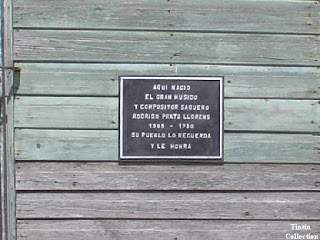 AQUI NACIO
EL GRAN MUSICO
Y COMPOSITOR SAGUERO
RODRIGO PRATS LLORENS
1909 - 1980
SU PUEBLO LO RECUERDA
Y LE HONRA
Tintín
Collection